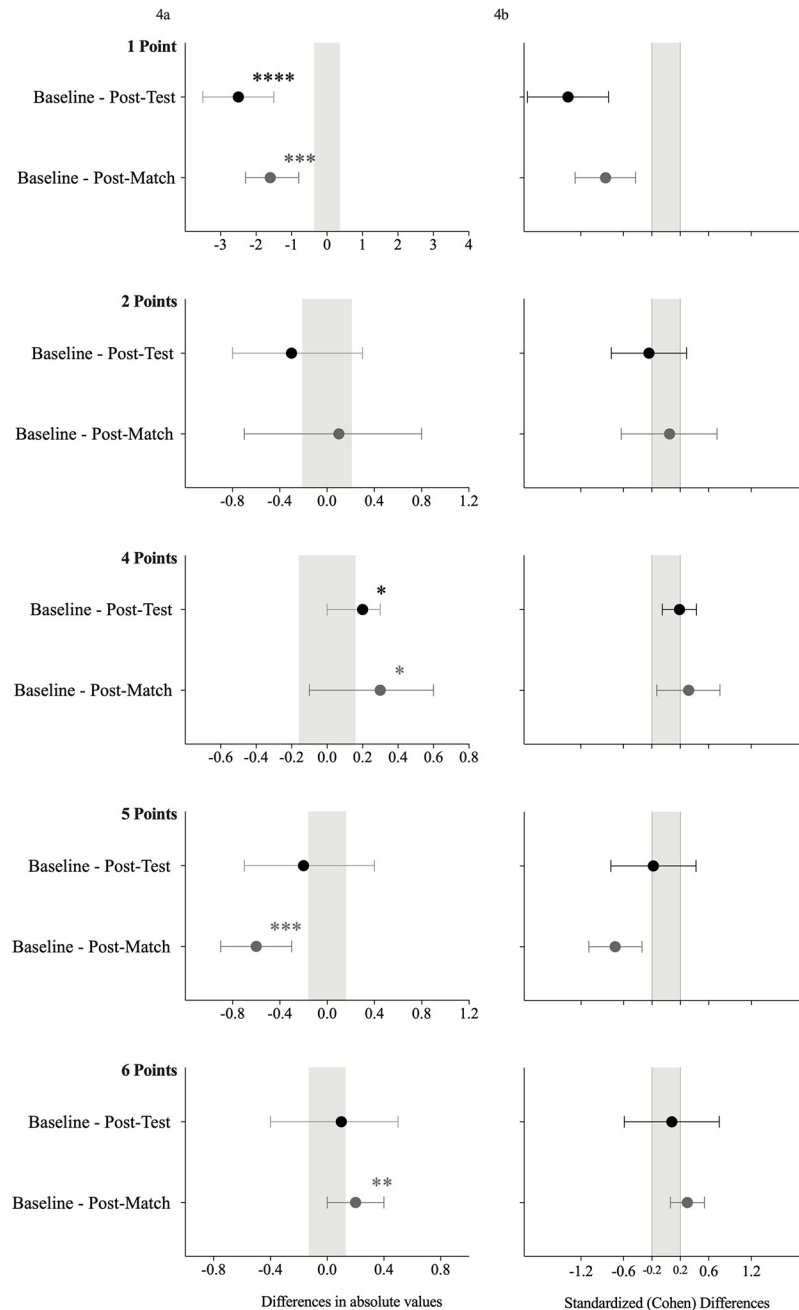 4a 4b
1 Point
Baseline - Post-Test ****
Baseline - Post-Match ***
-3 -2 -1 0 1 2 3 4
2 Points
Baseline - Post-Test
Baseline - Post-Match
-0.8 -0.4 0.0 0.4 0.8 1.2
4 Points
Baseline - Post-Test *
Baseline - Post-Match *
-0.6 -0.4 -0.2 0.0 0.2 0.4 0.6 0.8
5 Points
Baseline - Post-Test
Baseline - Post-Match ***
-0.8 -0.4 0.0 0.4 0.8 1.2
6 Points
Baseline - Post-Test
Baseline - Post-Match **
-0.8 -0.4 0.0 0.4 0.8 -1.2 -0.6 -0.2 0.2 0.6 1.2
Differences in absolute values Standardized (Cohen) Differences